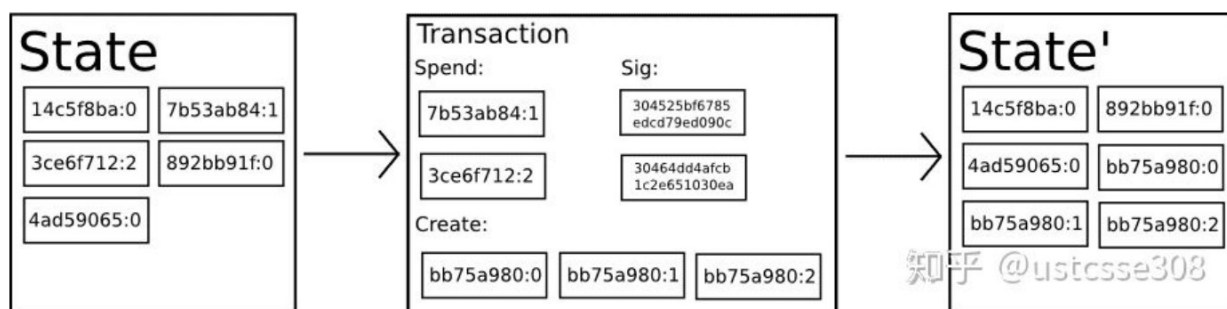 State
14c5f8ba:0 7b53ab84:1
3ce6f712:2 892bb91f:0
4ad59065:0
Transaction
Spend: Sig:
7b53ab84:1
304525bf6785
edcd79ed090c
3ce6f712:2
30464dd4afcb
1c2e651030ea
Create:
bb75a980:0 bb75a980:1 bb75a980:2
State'
14c5f8ba:0 892bb91f:0
4ad59065:0 bb75a980:0
bb75a980:1 bb75a980:2
知乎 @ustcsse308